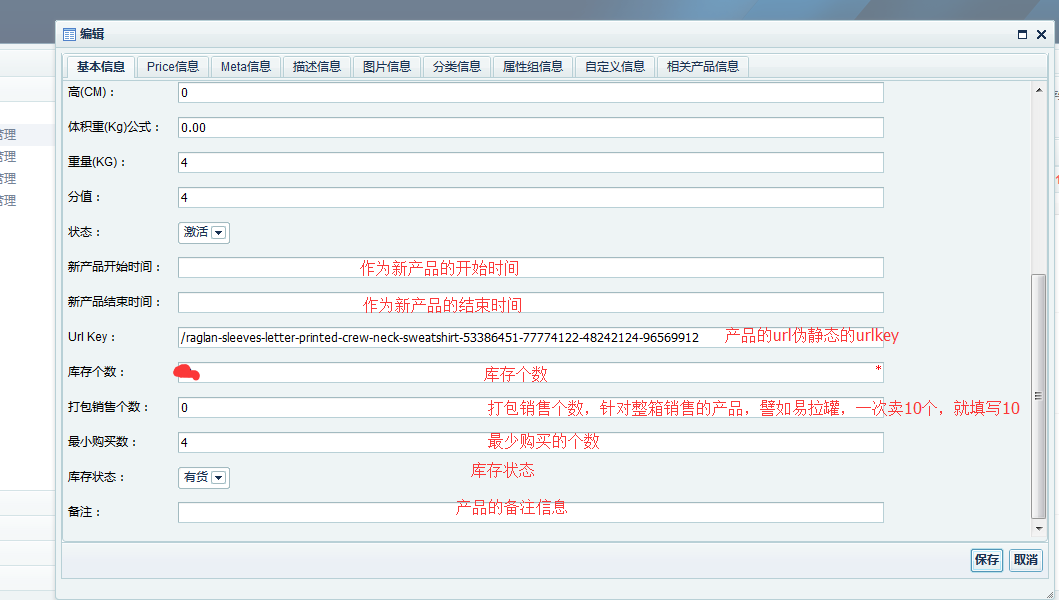 编辑
基本信息 Price信息 Meta信息 描述信息 图片信息 分类信息 属性组信息 自定义信息 相关产品信息
高(CM)： 0
体积重(Kg)公式： 0.00
管理
重量(KG)： 4
管理
管理
分值： 4
管理
状态： 激活
新产品开始时间： 作为新产品的开始时间
新产品结束时间： 作为新产品的结束时间
Url Key： /raglan-sleeves-letter-printed-crew-neck-sweatshirt-53386451-77774122-48242124-96569912 产品的url伪静态的urlkey
库存个数： 库存个数 *
打包销售个数： 0 打包销售个数，针对整箱销售的产品，譬如易拉罐，一次卖10个，就填写10
最小购买数： 4 最少购买的个数
库存状态： 有货 库存状态
备注： 产品的备注信息
保存 取消